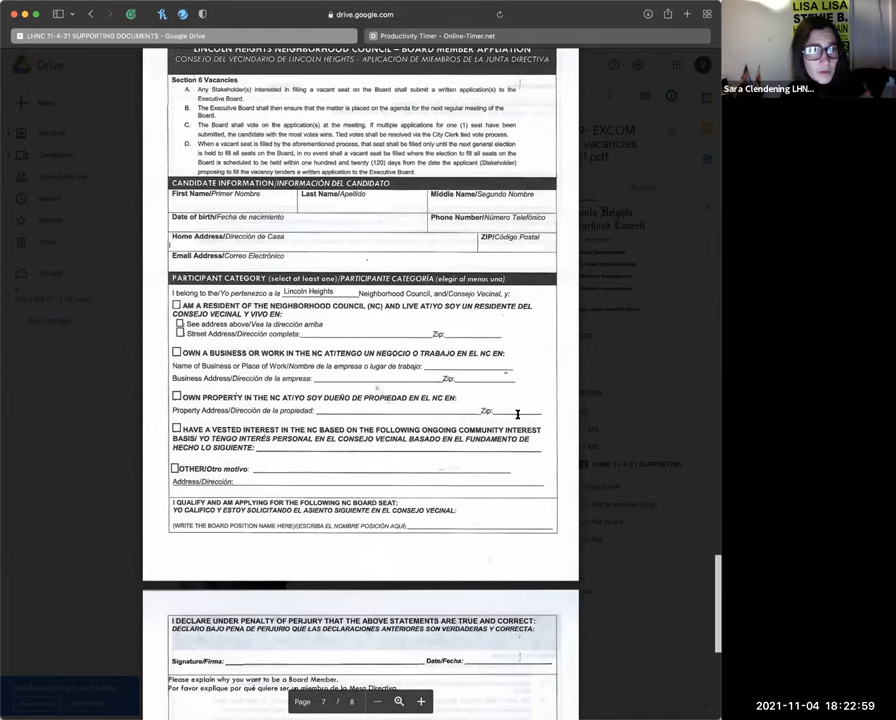 drive.google.com
LHNC 11-4-21 SUPPORTING DOCUMENTS - Google Drive
Productivity Timer - Online-Timer.net
Drive
New
My Drive
Computers
Shared with me
Recent
Starred
Trash
Storage
LINCOLN HEIGHTS NEIGHBORHOOD COUNCIL – BOARD MEMBER APPLICATION
CONSEJO DEL VECINDARIO DE LINCOLN HEIGHTS - APLICACIÓN DE MIEMBROS DE LA JUNTA DIRECTIVA
Section 6 Vacancies
A. Any Stakeholder(s) interested in filling a vacant seat on the Board shall submit a written application(s) to the
Executive Board.
B. The Executive Board shall then ensure that the matter is placed on the agenda for the next regular meeting of the
Board.
C. The Board shall vote on the application(s) at the meeting. If multiple applications for one (1) seat have been
submitted, the candidate with the most votes wins. Tied votes shall be resolved via the City Clerk tied vote process.
D. When a vacant seat is filled by the aforementioned process, that seat shall be filled only until the next general election
is held to fill all seats on the Board, in no event shall a vacant seat be filled where the election to fill all seats on the
Board is scheduled to be held within one hundred and twenty (120) days from the date the applicant (Stakeholder)
proposing to fill the vacancy tenders a written application to the Executive Board.
CANDIDATE INFORMATION/INFORMACIÓN DEL CANDIDATO
First Name/Primer Nombre Last Name/Apellido Middle Name/Segundo Nombre
Date of birth/Fecha de nacimiento Phone Number/Número Telefónico
Home Address/Dirección de Casa ZIP/Código Postal
Email Address/Correo Electrónico
PARTICIPANT CATEGORY (select at least one)/PARTICIPANTE CATEGORÍA (elegir al menos una)
I belong to the/Yo pertenezco a la Lincoln Heights Neighborhood Council, and/Consejo Vecinal, y:
AM A RESIDENT OF THE NEIGHBORHOOD COUNCIL (NC) AND LIVE AT/YO SOY UN RESIDENTE DEL
CONSEJO VECINAL Y VIVO EN:
See address above/Vea la dirección arriba
Street Address/Dirección completa: Zip:
OWN A BUSINESS OR WORK IN THE NC AT/TENGO UN NEGOCIO O TRABAJO EN EL NC EN:
Name of Business or Place of Work/Nombre de la empresa o lugar de trabajo:
Business Address/Dirección de la empresa: Zip:
OWN PROPERTY IN THE NC AT/YO SOY DUEÑO DE PROPIEDAD EN EL NC EN:
Property Address/Dirección de la propiedad: Zip:
HAVE A VESTED INTEREST IN THE NC BASED ON THE FOLLOWING ONGOING COMMUNITY INTEREST
BASIS/ YO TENGO INTERÉS PERSONAL EN EL CONSEJO VECINAL BASADO EN EL FUNDAMENTO DE
HECHO LO SIGUIENTE:
OTHER/Otro motivo:
Address/Dirección:
I QUALIFY AND AM APPLYING FOR THE FOLLOWING NC BOARD SEAT:
YO CALIFICO Y ESTOY SOLICITANDO EL ASIENTO SIGUIENTE EN EL CONSEJO VECINAL:
(WRITE THE BOARD POSITION NAME HERE)/(ESCRIBA EL NOMBRE POSICIÓN AQUÍ)
I DECLARE UNDER PENALTY OF PERJURY THAT THE ABOVE STATEMENTS ARE TRUE AND CORRECT:
DECLARO BAJO PENA DE PERJURIO QUE LAS DECLARACIONES ANTERIORES SON VERDADERAS Y CORRECTA:
Signature/Firma: Date/Fecha:
Please explain why you want to be a Board Member.
Por favor explique por qué quiere ser un miembro de la Mesa Directiva.
Page 7 / 8
EXCOM
vacancies
1.pdf
Activity
LHNC 11-4-21 SUPPORTING
LISA LISA
STEVIE B.
Sara Clendening LHN...
2021-11-04 18:22:59